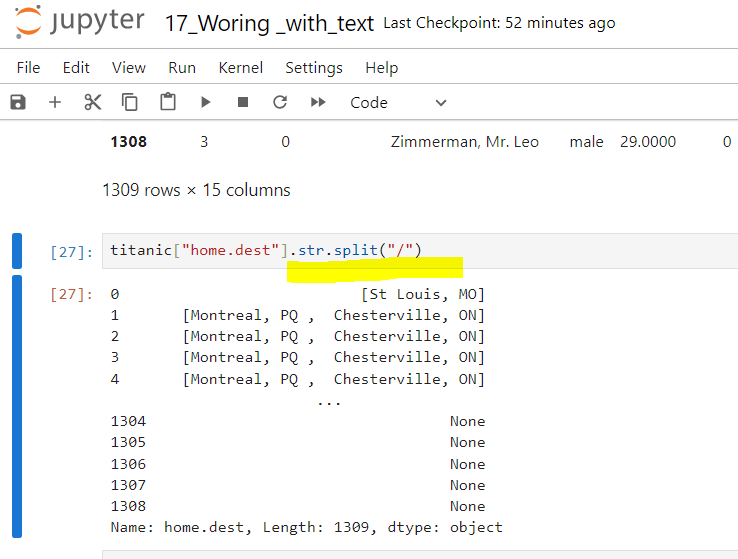 jupyter 17_Woring _with_text Last Checkpoint: 52 minutes ago
File Edit View Run Kernel Settings Help
Code
1308 3 0 Zimmerman, Mr. Leo male 29.0000 0
1309 rows × 15 columns
[27]: titanic["home.dest"].str.split("/")
[27]: 0 [St Louis, MO]
1 [Montreal, PQ , Chesterville, ON]
2 [Montreal, PQ , Chesterville, ON]
3 [Montreal, PQ , Chesterville, ON]
4 [Montreal, PQ , Chesterville, ON]
...
1304 None
1305 None
1306 None
1307 None
1308 None
Name: home.dest, Length: 1309, dtype: object